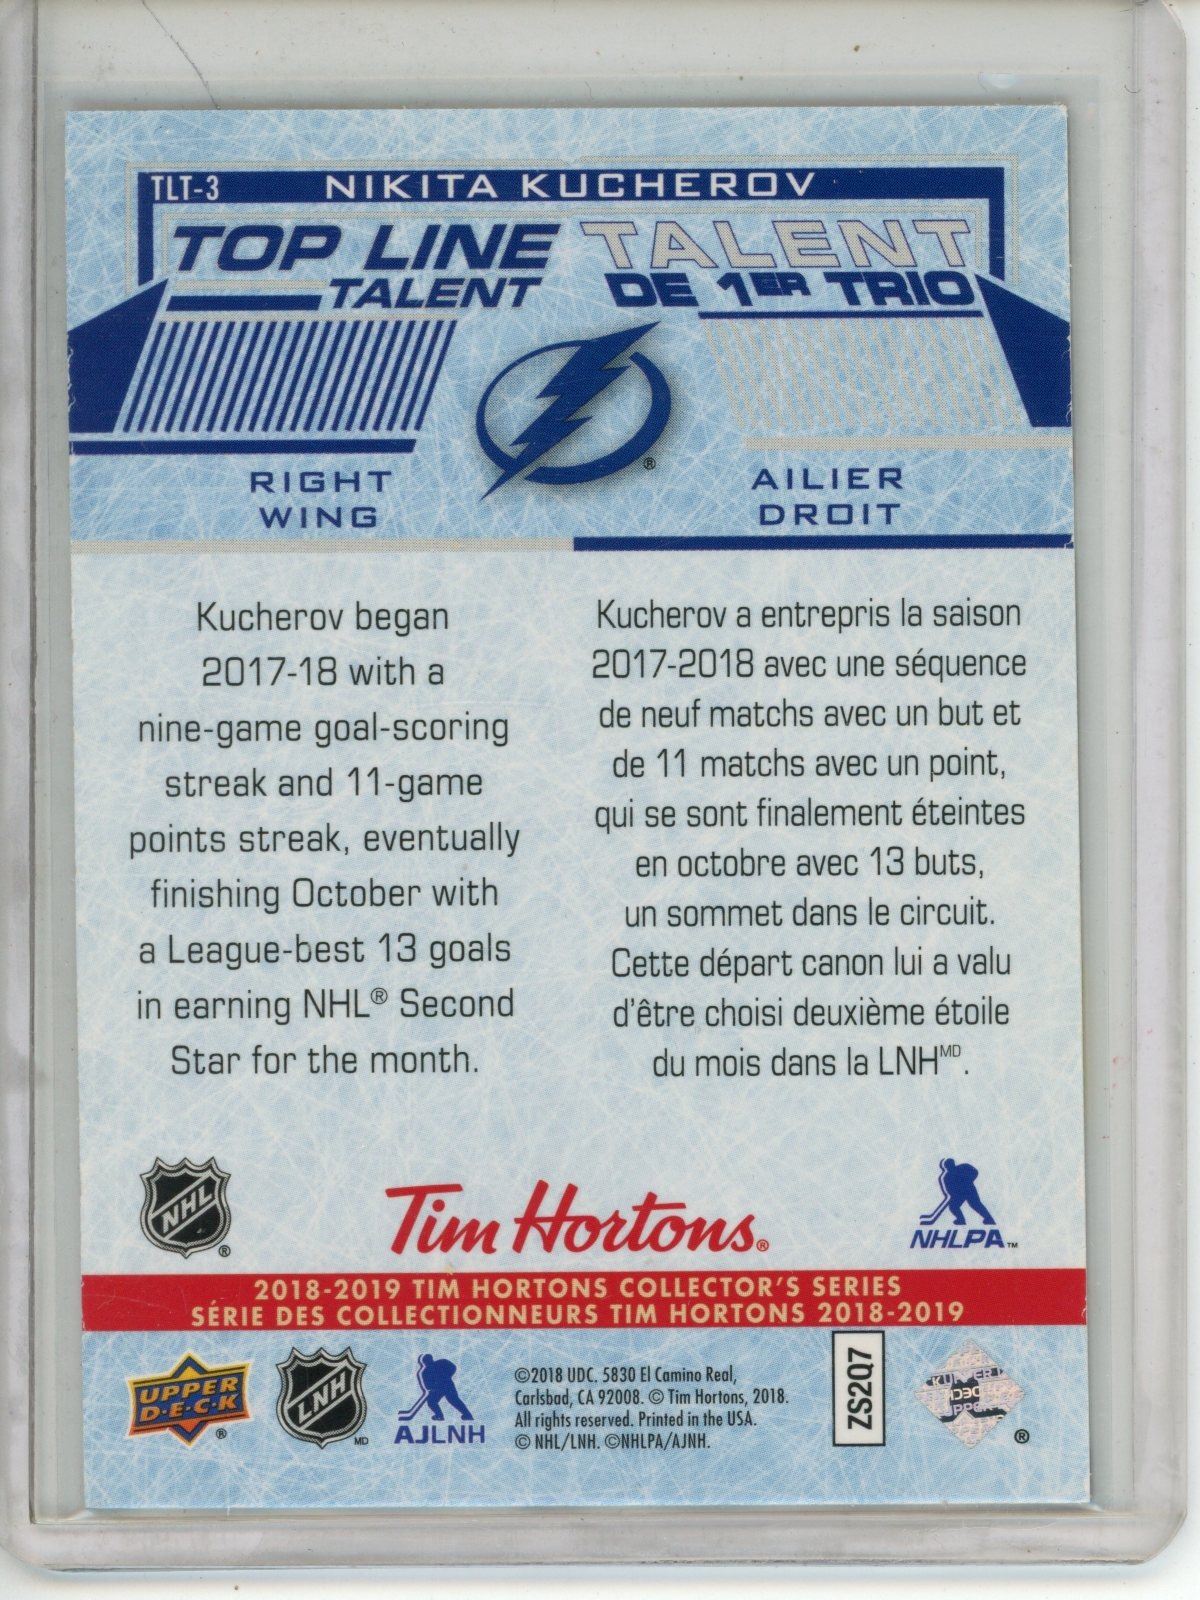 TLT-3
NIKITA KUCHEROV
TOP LINE
TALENT
TALENT
DE 1ER TRIO
®
RIGHT
WING
AILIER
DROIT
Kucherov began
2017-18 with a
nine-game goal-scoring
streak and 11-game
points streak, eventually
finishing October with
a League-best 13 goals
in earning NHL® Second
Star for the month.
Kucherov a entrepris la saison
2017-2018 avec une séquence
de neuf matchs avec un but et
de 11 matchs avec un point,
qui se sont finalement éteintes
en octobre avec 13 buts,
un sommet dans le circuit.
Cette départ canon lui a valu
d'être choisi deuxième étoile
du mois dans la LNHMD.
NHL®
Tim Hortons®
NHLPA™
2018-2019 TIM HORTONS COLLECTOR'S SERIES
SÉRIE DES COLLECTIONNEURS TIM HORTONS 2018-2019
UPPER
D·E·C·K®
LNH MD
AJLNH
©2018 UDC. 5830 El Camino Real,
Carlsbad, CA 92008. © Tim Hortons, 2018.
All rights reserved. Printed in the USA.
© NHL/LNH. ©NHLPA/AJNH.
ZS2Q7
®